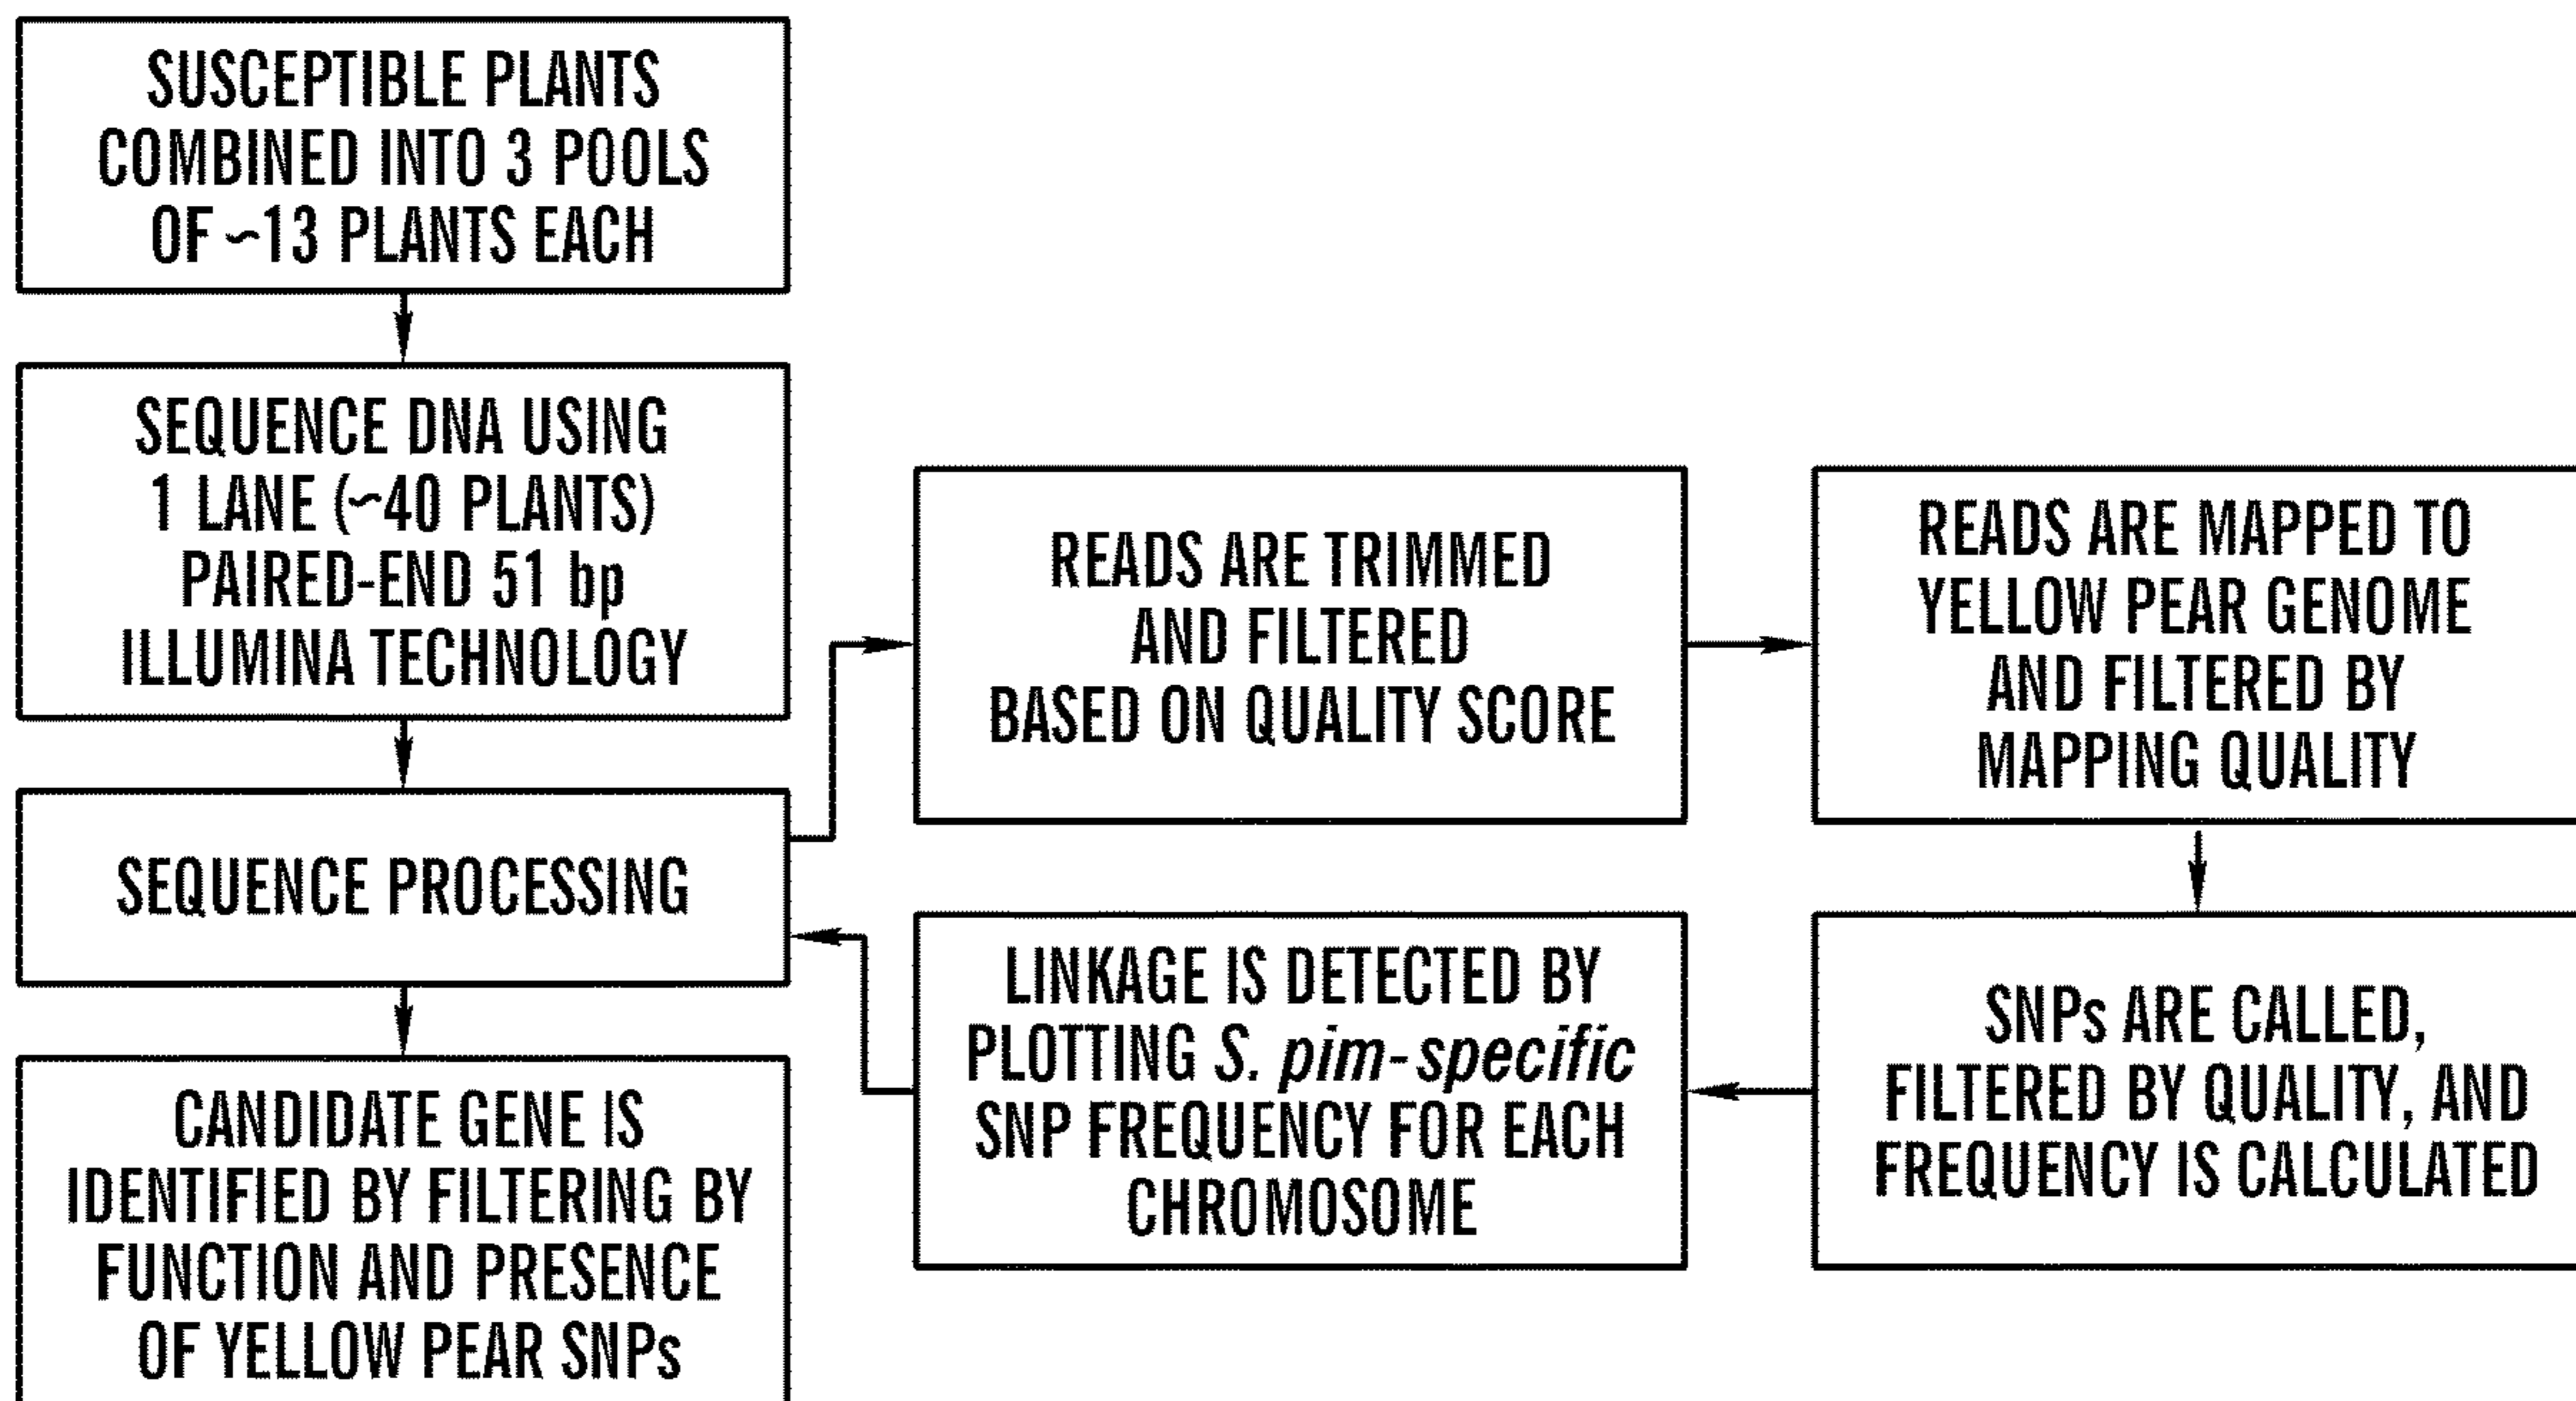 SUSCEPTIBLE PLANTS
COMBINED INTO 3 POOLS
OF ~13 PLANTS EACH
SEQUENCE DNA USING
1 LANE (~40 PLANTS)
PAIRED-END 51 bp
ILLUMINA TECHNOLOGY
SEQUENCE PROCESSING
READS ARE TRIMMED
AND FILTERED
BASED ON QUALITY SCORE
READS ARE MAPPED TO
YELLOW PEAR GENOME
AND FILTERED BY
MAPPING QUALITY
SNPs ARE CALLED,
FILTERED BY QUALITY, AND
FREQUENCY IS CALCULATED
LINKAGE IS DETECTED BY
PLOTTING S. pim-specific
SNP FREQUENCY FOR EACH
CHROMOSOME
CANDIDATE GENE IS
IDENTIFIED BY FILTERING BY
FUNCTION AND PRESENCE
OF YELLOW PEAR SNPs